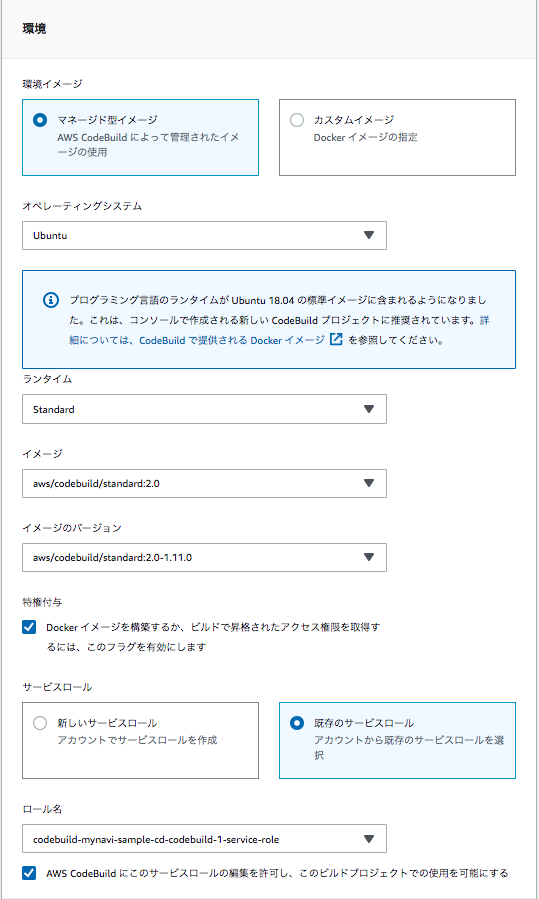 環境
環境イメージ
マネージド型イメージ
AWS CodeBuild によって管理されたイメ
ージの使用
カスタムイメージ
Docker イメージの指定
オペレーティングシステム
Ubuntu
プログラミング言語のランタイムが Ubuntu 18.04 の標準イメージに含まれるようになりまし
た。これは、コンソールで作成される新しい CodeBuild プロジェクトに推奨されています。詳
細については、CodeBuild で提供される Docker イメージ を参照してください。
ランタイム
Standard
イメージ
aws/codebuild/standard:2.0
イメージのバージョン
aws/codebuild/standard:2.0-1.11.0
特権付与
Docker イメージを構築するか、ビルドで昇格されたアクセス権限を取得す
るには、このフラグを有効にします
サービスロール
新しいサービスロール
アカウントでサービスロールを作成
既存のサービスロール
アカウントから既存のサービスロールを選
択
ロール名
codebuild-mynavi-sample-cd-codebuild-1-service-role
AWS CodeBuild にこのサービスロールの編集を許可し、このビルドプロジェクトでの使用を可能にする